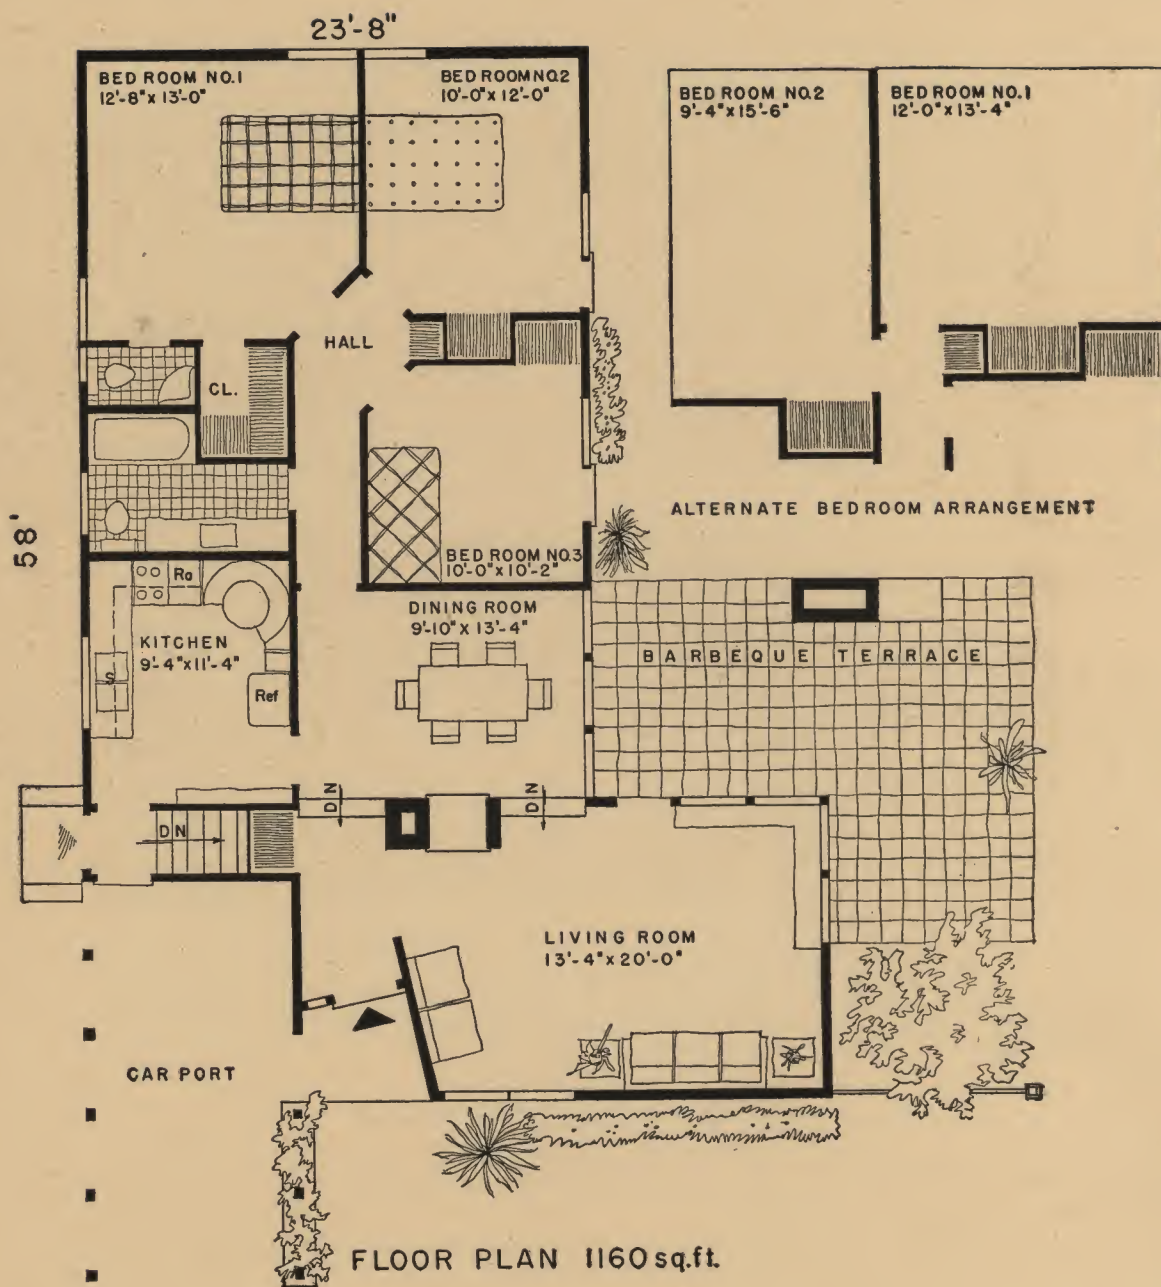 23'-8"
BED ROOM NO.1
12'-8" x 13'-0"
BED ROOM NO.2
10'-0" x 12'-0"
BED ROOM NO.2
9'-4" x 15'-6"
BED ROOM NO.1
12'-0" x 13'-4"
HALL
CL.
ALTERNATE BEDROOM ARRANGEMENT
58'
BED ROOM NO.3
10'-0" x 10'-2"
Ra
KITCHEN
9'-4" x 11'-4"
S
Ref
DINING ROOM
9'-10" x 13'-4"
BARBEQUE TERRACE
DN
DN
DN
LIVING ROOM
13'-4" x 20'-0"
CAR PORT
FLOOR PLAN 1160 sq.ft.